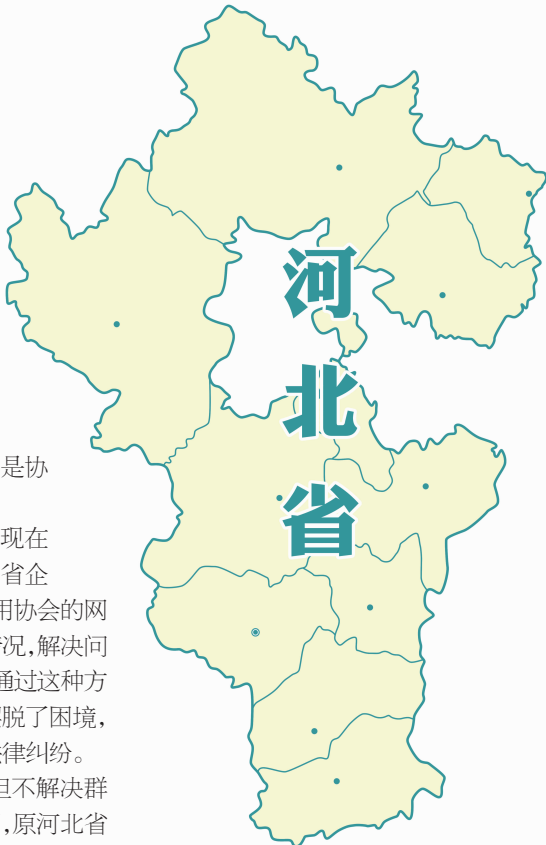 河
北
省
是协
现在
省企
用协会的网
况,解决问
通过这种方
脱了困境,
律纠纷。
但不解决群
,原河北省